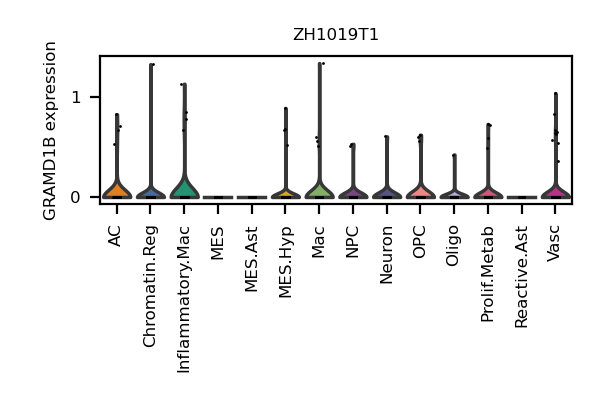 ZH1019T1
GRAMD1B expression
1
0
AC
Chromatin.Reg
Inflammatory.Mac
MES
MES.Ast
MES.Hyp
Mac
NPC
Neuron
OPC
Oligo
Prolif.Metab
Reactive.Ast
Vasc